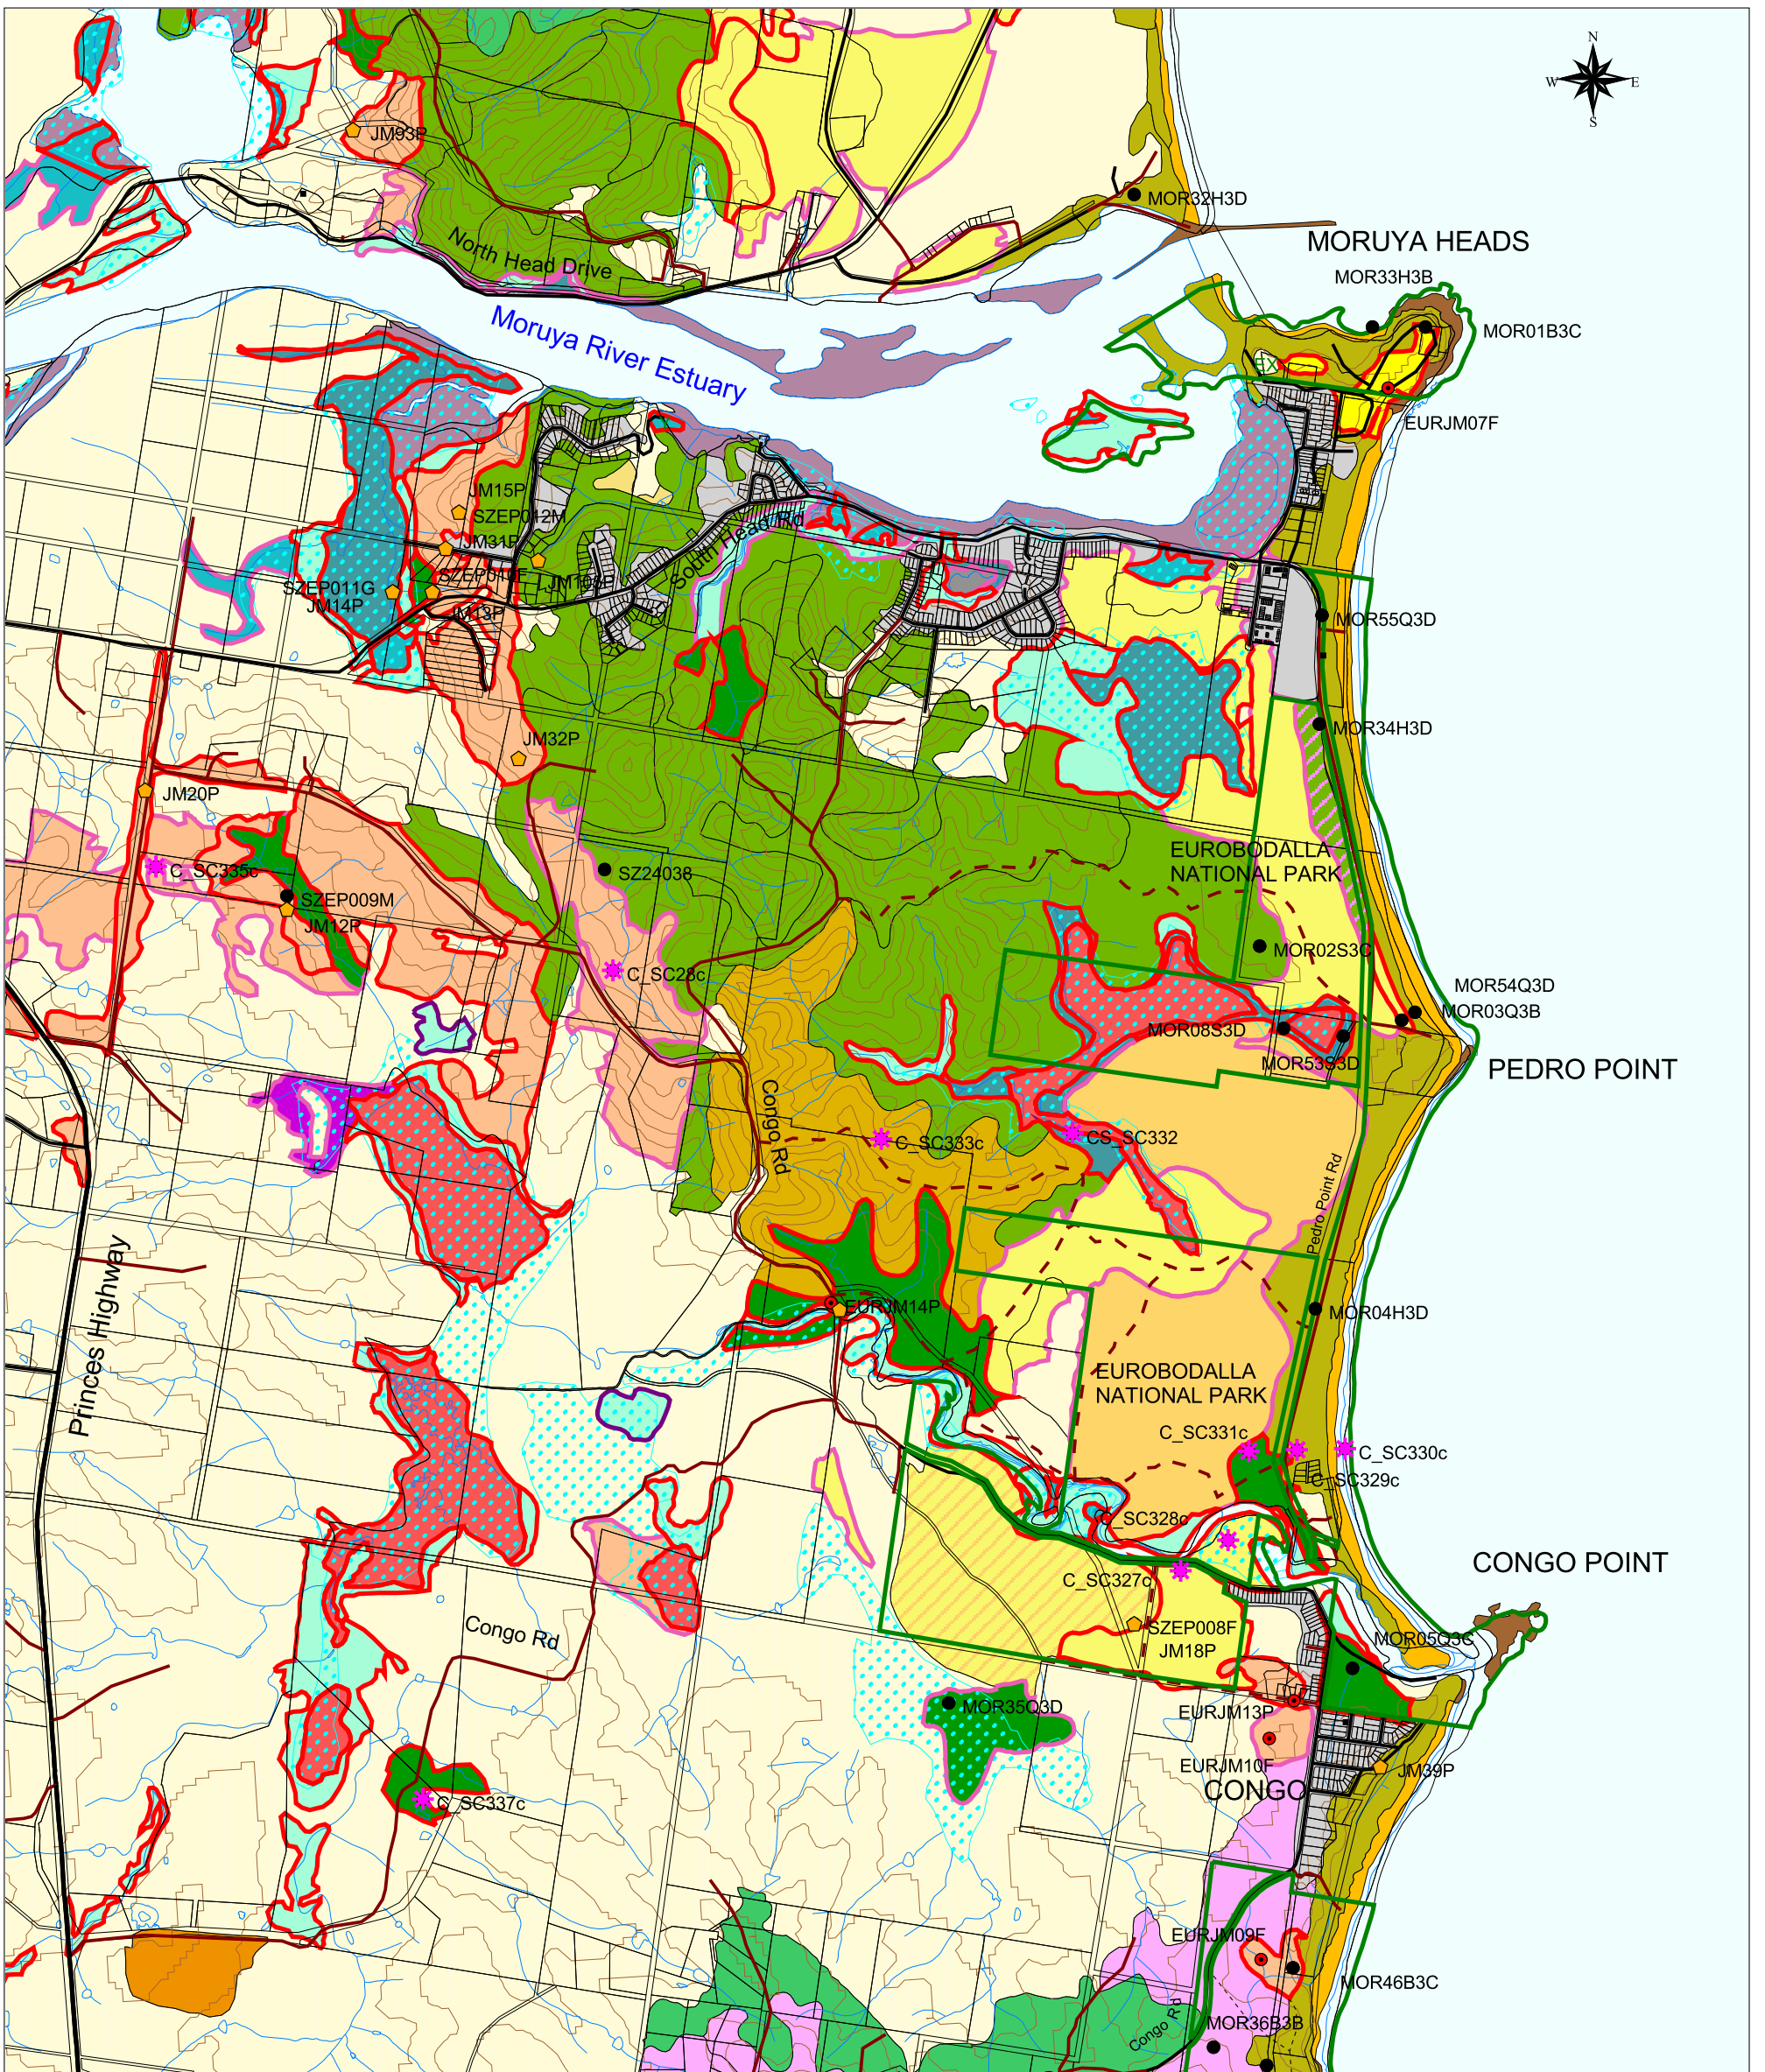 N
W E
S
JM93P
MOR32H3D
MORUYA HEADS
North Head Drive
MOR33H3B
Moruya River Estuary
MOR01B3C
EX
EURJM07F
JM15P
SZEP012M
South Head Rd
JM31P
SZEP010F
JM108P
SZEP011G
JM14P
JM13P
MOR55Q3D
MOR34H3D
JM32P
JM20P
EUROBODALLA
NATIONAL PARK
C_SC335c
SZ24038
SZEP009M
JM12P
MOR02S3C
C_SC28c
MOR54Q3D
MOR03Q3B
MOR08S3D
MOR53S3D
PEDRO POINT
Congo Rd
C_SC333c
CS_SC332
Pedro Point Rd
Princes Highway
EURJM14P
MOR04H3D
EUROBODALLA
NATIONAL PARK
C_SC331c
C_SC330c
C_SC329c
C_SC328c
CONGO POINT
C_SC327c
Congo Rd
SZEP008F
JM18P
MOR05Q3C
MOR35Q3D
EURJM13P
EURJM10F
JM39P
CONGO
C_SC337c
EURJM09F
MOR46B3C
Congo Rd
MOR36B3B